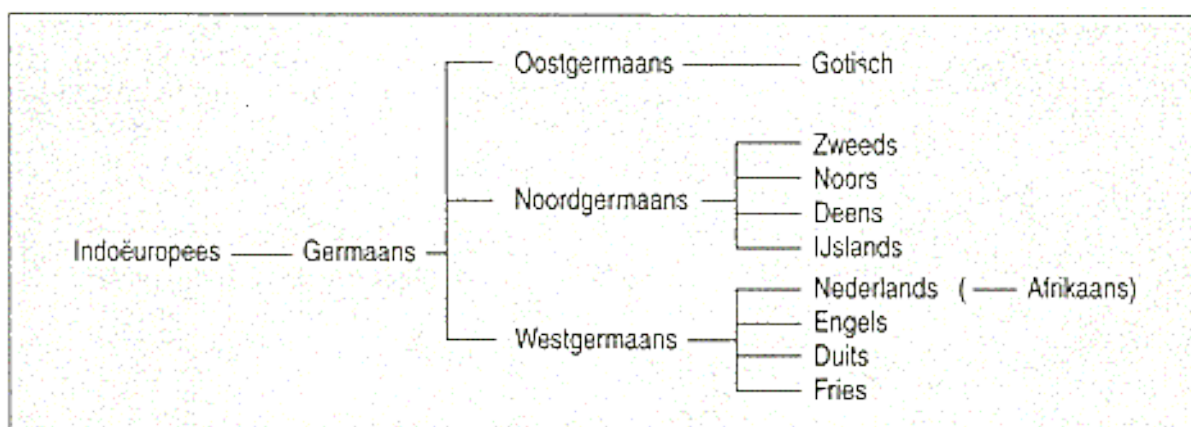 Oostgermaans Gotisch
Zweeds
Noors
Noordgermaans
Deens
IJslands
Indoëuropees Germaans
Nederlands ( Afrikaans)
Engels
Westgermaans
Duits
Fries